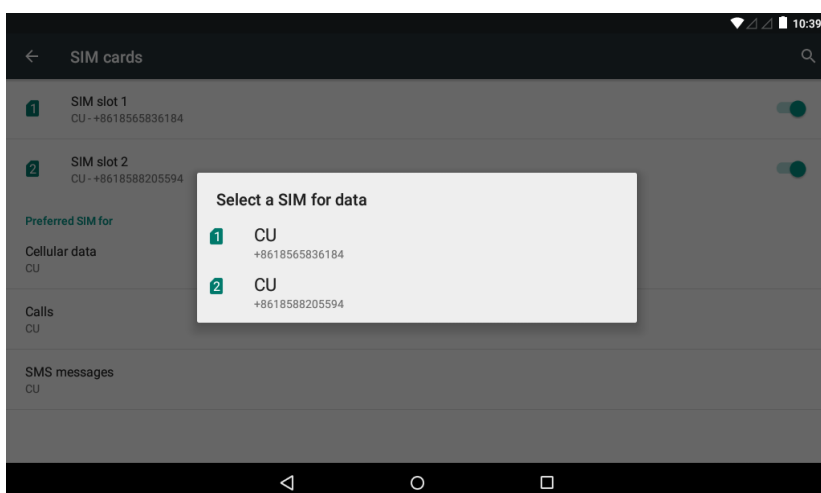 10:39
SIM cards
1
SIM slot 1
CU - +8618565836184
2
SIM slot 2
CU - +8618588205594
Preferred SIM for
Cellular data
CU
Calls
CU
SMS messages
CU
Select a SIM for data
1
CU
+8618565836184
2
CU
+8618588205594